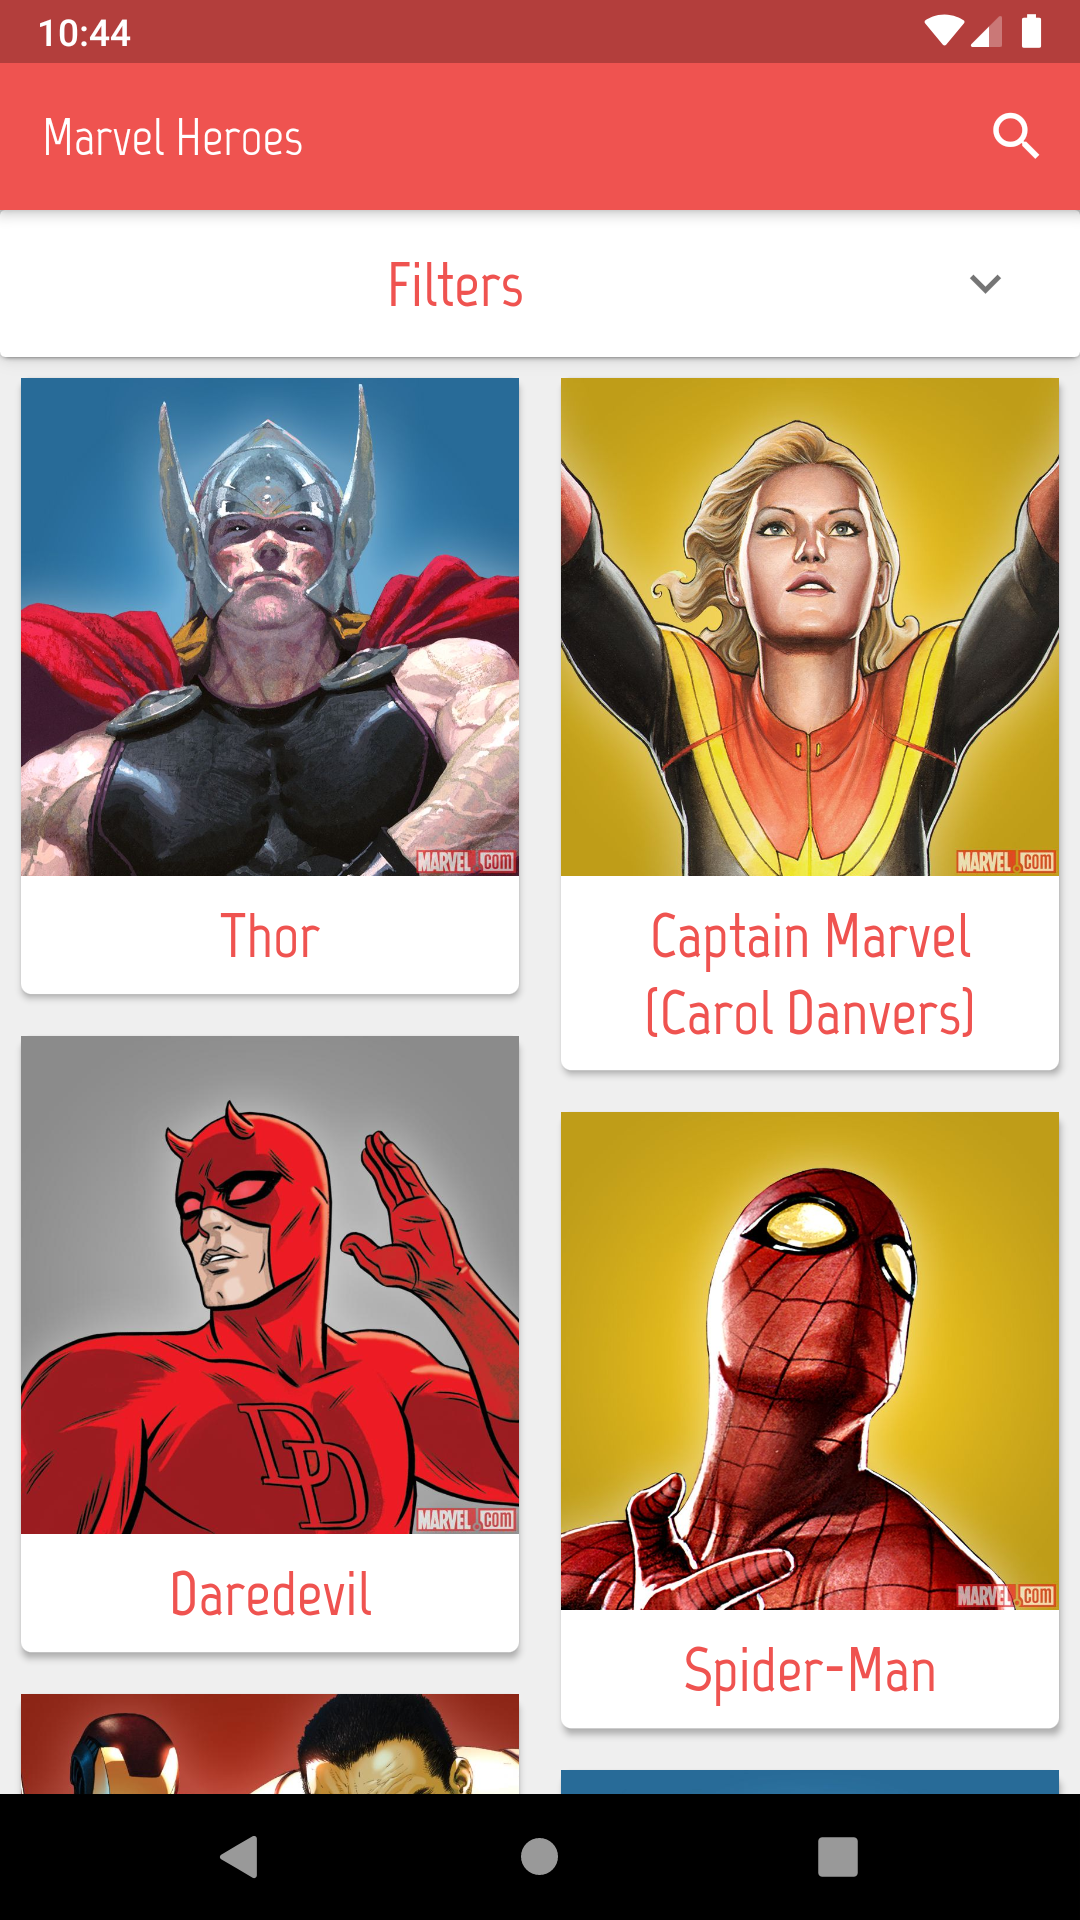 10:44
Marvel Heroes
Filters
MARVEL.com
MARVEL.com
Thor
Captain Marvel
(Carol Danvers)
DD
MARVEL.com
Daredevil
MARVEL.com
Spider-Man